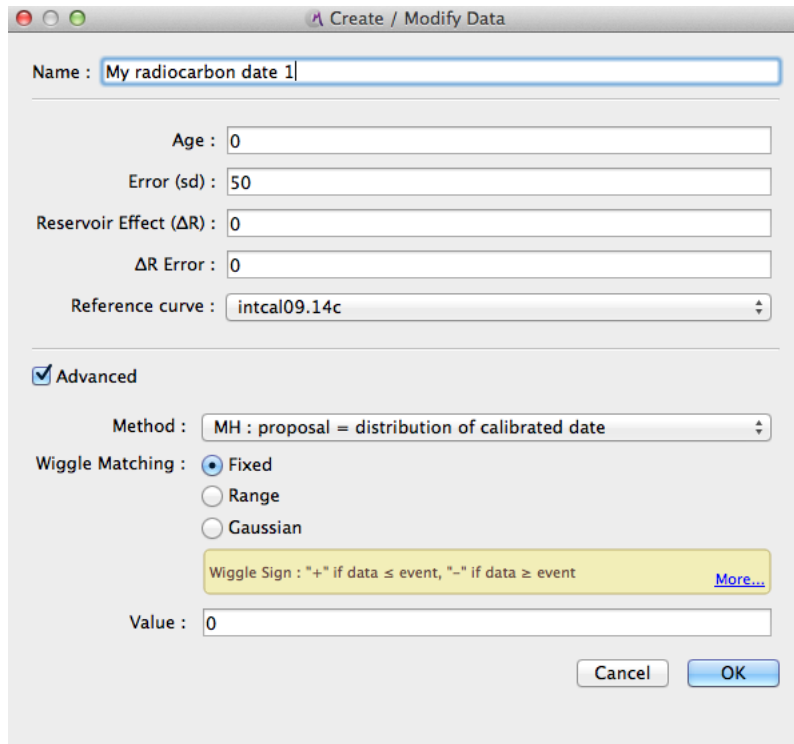 Create / Modify Data
Name : My radiocarbon date 1
Age : 0
Error (sd) : 50
Reservoir Effect (ΔR) : 0
ΔR Error : 0
Reference curve : intcal09.14c
Advanced
Method : MH : proposal = distribution of calibrated date
Wiggle Matching : Fixed
Range
Gaussian
Wiggle Sign : "+" if data ≤ event, "-" if data ≥ event More...
Value : 0
Cancel OK